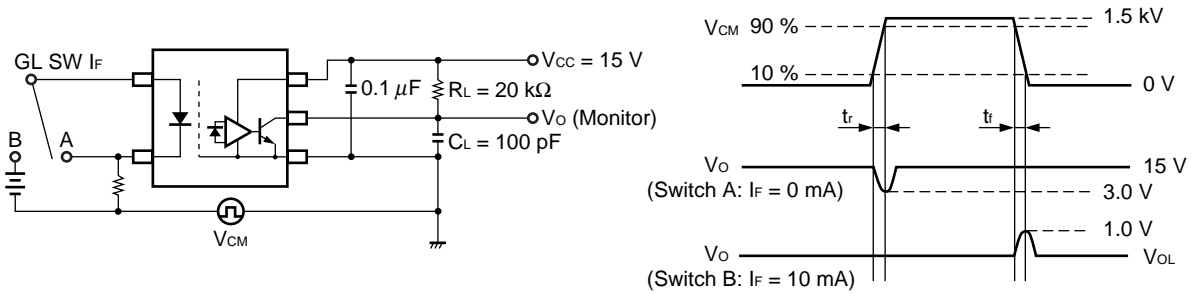 GL SW IF
B
A
VCC = 15 V
0.1 μF
RL = 20 kΩ
VO (Monitor)
CL = 100 pF
VCM
VCM 90 %
1.5 kV
10 %
0 V
tr
tf
VO
15 V
(Switch A: IF = 0 mA)
3.0 V
1.0 V
VO
VOL
(Switch B: IF = 10 mA)